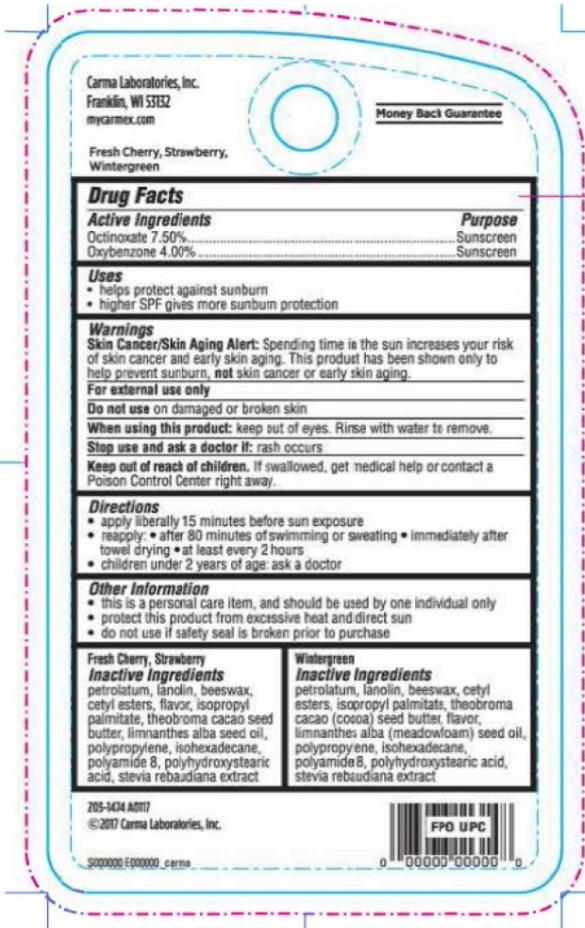 Carma Laboratories, Inc.
Franklin, WI 53132
mycarmex.com
Money Back Guarantee
Fresh Cherry, Strawberry,
Wintergreen
Drug Facts
Active Ingredients Purpose
Octinoxate 7.50%..........Sunscreen
Oxybenzone 4.00%..........Sunscreen
Uses
• helps protect against sunburn
• higher SPF gives more sunburn protection
Warnings
Skin Cancer/Skin Aging Alert: Spending time in the sun increases your risk
of skin cancer and early skin aging. This product has been shown only to
help prevent sunburn, not skin cancer or early skin aging.
For external use only
Do not use on damaged or broken skin
When using this product: keep out of eyes. Rinse with water to remove.
Stop use and ask a doctor if: rash occurs
Keep out of reach of children. If swallowed, get medical help or contact a
Poison Control Center right away.
Directions
• apply liberally 15 minutes before sun exposure
• reapply: • after 80 minutes of swimming or sweating • immediately after
towel drying • at least every 2 hours
• children under 2 years of age: ask a doctor
Other Information
• this is a personal care item, and should be used by one individual only
• protect this product from excessive heat and direct sun
• do not use if safety seal is broken prior to purchase
Fresh Cherry, Strawberry
Inactive Ingredients
petrolatum, lanolin, beeswax,
cetyl esters, flavor, isopropyl
palmitate, theobroma cacao seed
butter, limnanthes alba seed oil,
polypropylene, isohexadecane,
polyamide 8, polyhydroxystearic
acid, stevia rebaudiana extract
Wintergreen
Inactive Ingredients
petrolatum, lanolin, beeswax, cetyl
esters, isopropyl palmitate, theobroma
cacao (cocoa) seed butter, flavor,
limnanthes alba (meadowfoam) seed oil,
polypropylene, isohexadecane,
polyamide 8, polyhydroxystearic acid,
stevia rebaudiana extract
Z05-1474 A0117
©2017 Carma Laboratories, Inc.
FPO UPC
S000000 E000000_carma
0 00000 00000 0